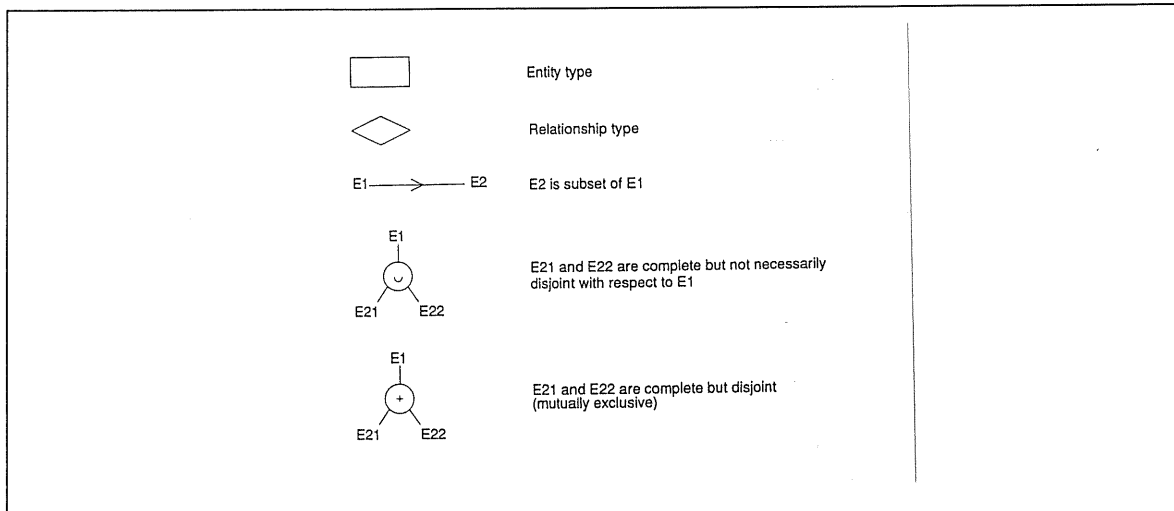 Entity type
Relationship type
E1 E2 E2 is subset of E1
E1
∪
E21 E22
E21 and E22 are complete but not necessarily
disjoint with respect to E1
E1
+
E21 E22
E21 and E22 are complete but disjoint
(mutually exclusive)